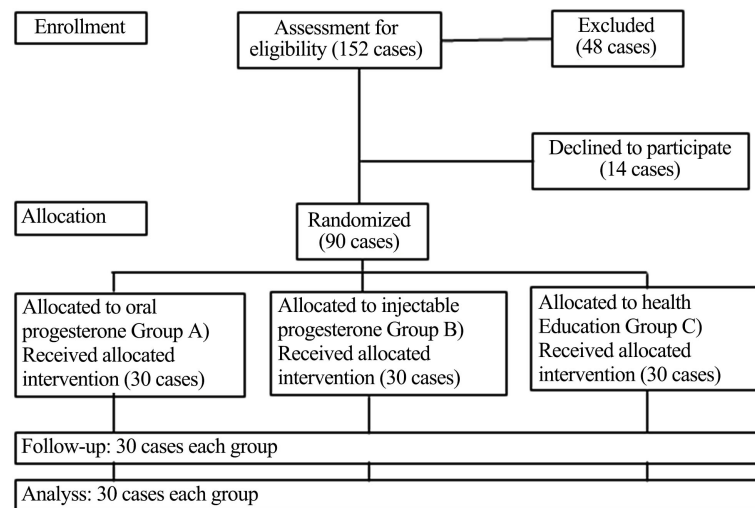 Enrollment
Assessment for
eligibility (152 cases)
Excluded
(48 cases)
Declined to participate
(14 cases)
Allocation
Randomized
(90 cases)
Allocated to oral
progesterone Group A)
Received allocated
intervention (30 cases)
Allocated to injectable
progesterone Group B)
Received allocated
intervention (30 cases)
Allocated to health
Education Group C)
Received allocated
intervention (30 cases)
Follow-up: 30 cases each group
Analyss: 30 cases each group